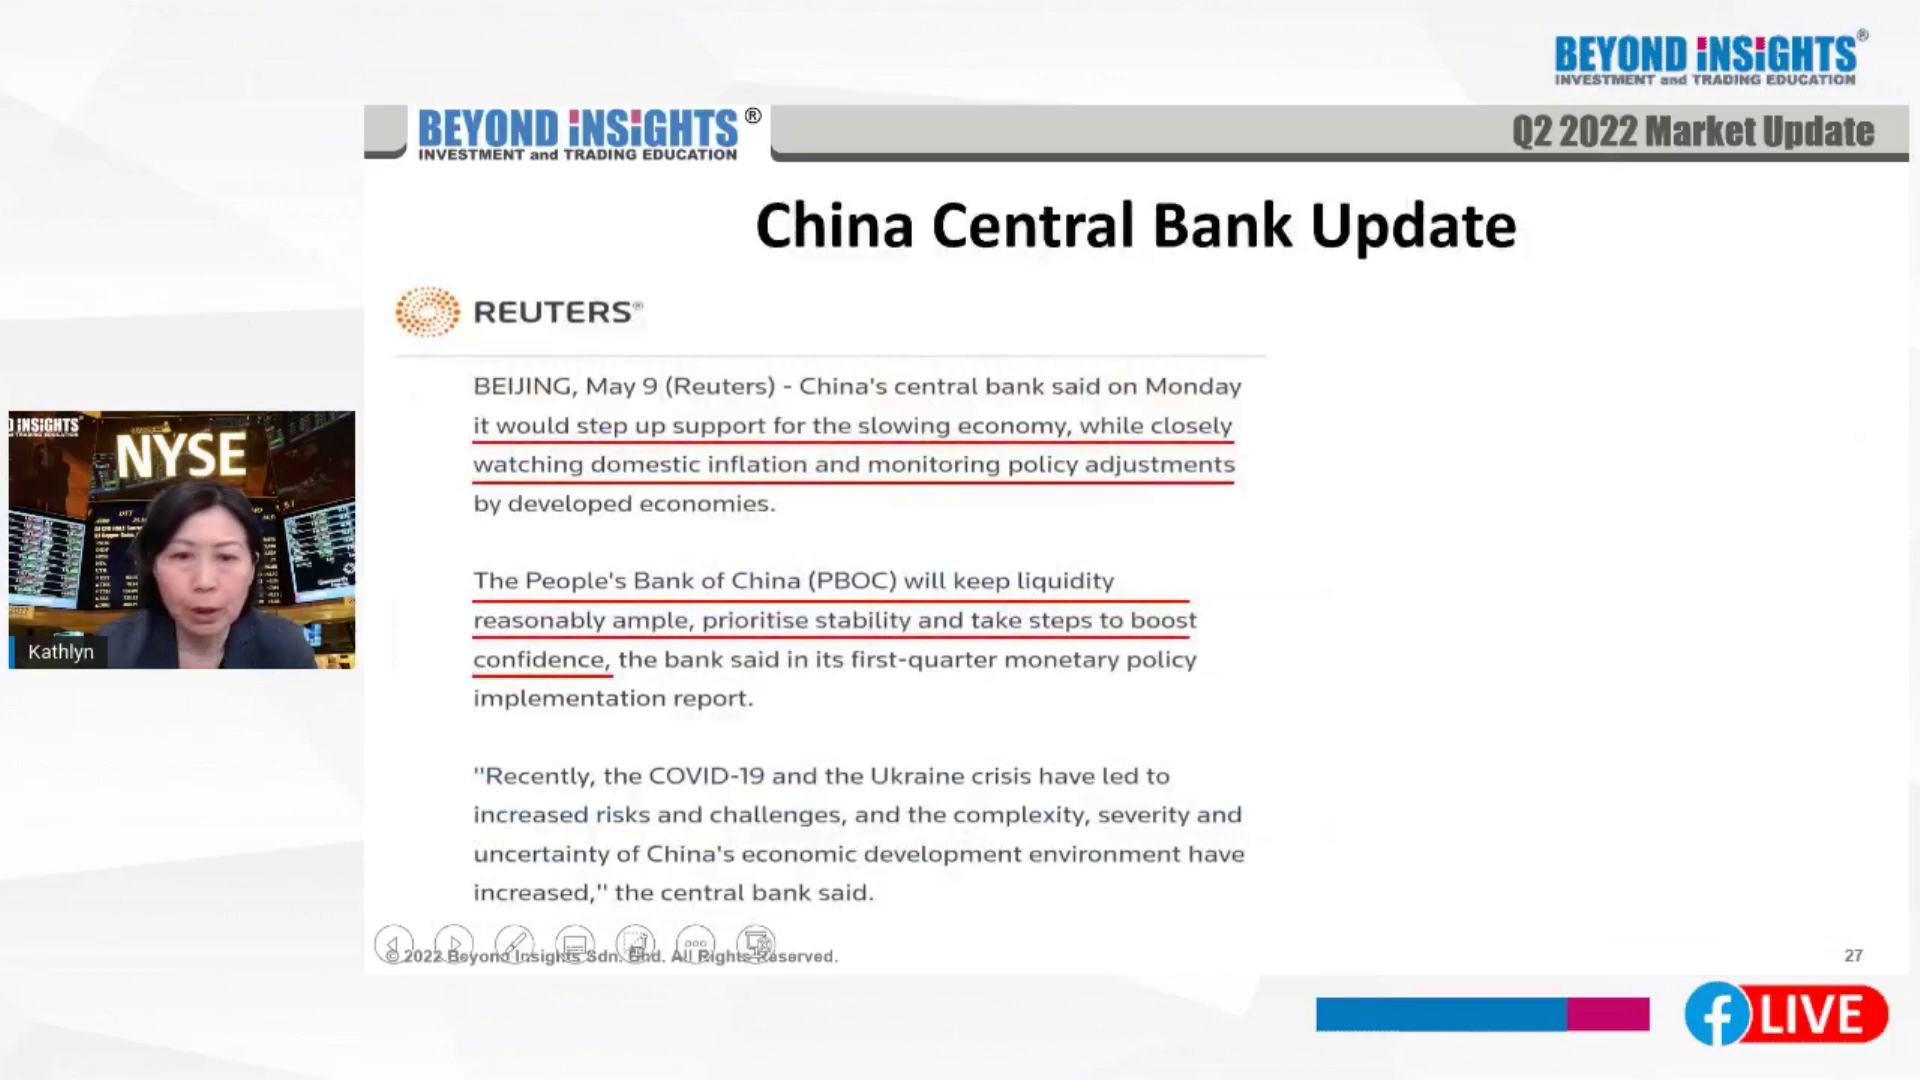 BEYOND iNSiGHTS®
INVESTMENT and TRADING EDUCATION
BEYOND iNSiGHTS®
INVESTMENT and TRADING EDUCATION
Q2 2022 Market Update
China Central Bank Update
REUTERS®
BEIJING, May 9 (Reuters) - China's central bank said on Monday
it would step up support for the slowing economy, while closely
watching domestic inflation and monitoring policy adjustments
by developed economies.
The People's Bank of China (PBOC) will keep liquidity
reasonably ample, prioritise stability and take steps to boost
confidence, the bank said in its first-quarter monetary policy
implementation report.
"Recently, the COVID-19 and the Ukraine crisis have led to
increased risks and challenges, and the complexity, severity and
uncertainty of China's economic development environment have
increased," the central bank said.
iNSiGHTS
NYSE
Kathlyn
© 2022 Beyond Insights Sdn. Bhd. All Rights Reserved.
27
LIVE